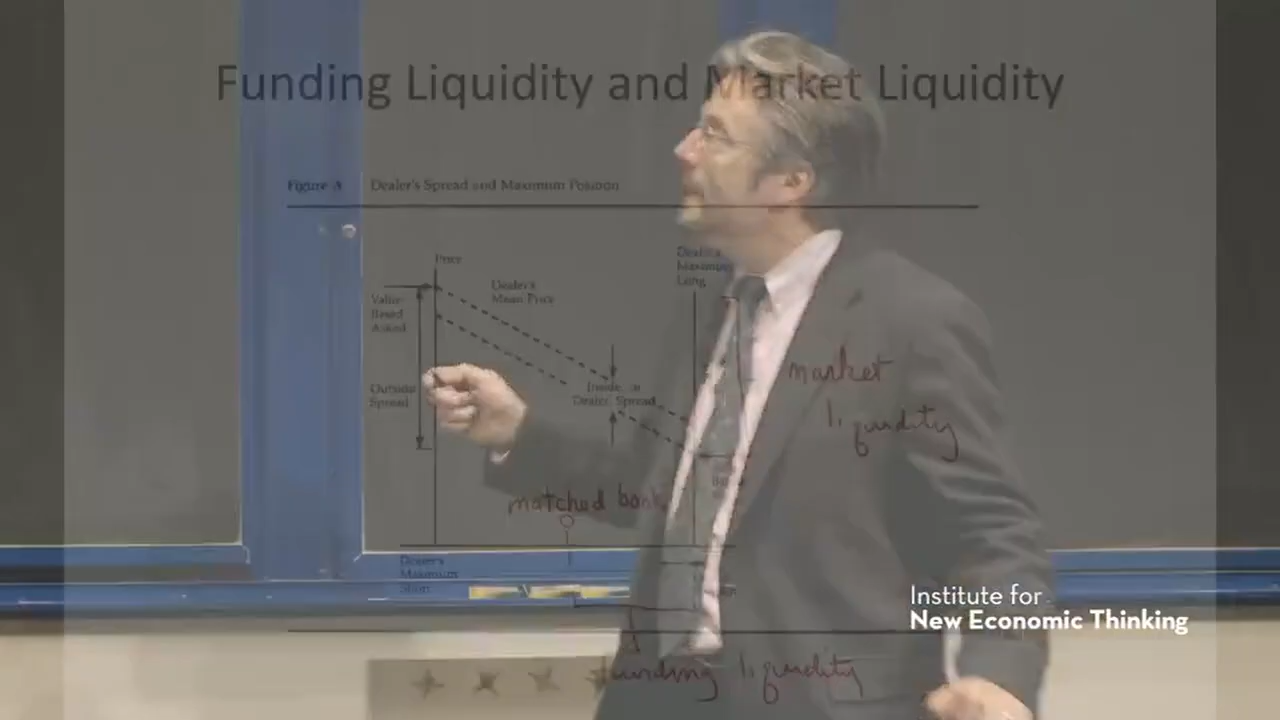 Funding Liquidity and Market Liquidity
Figure
Dealer's Spread and Maximum Position
Price
Dealer's
Mean Price
Dealer's
Maximum
Long
Value-
Based
Asked
Outside
Spread
Inside or
Dealer Spread
market
liquidity
matched book
Dealer's
Maximum
Short
Institute for
New Economic Thinking
funding liquidity